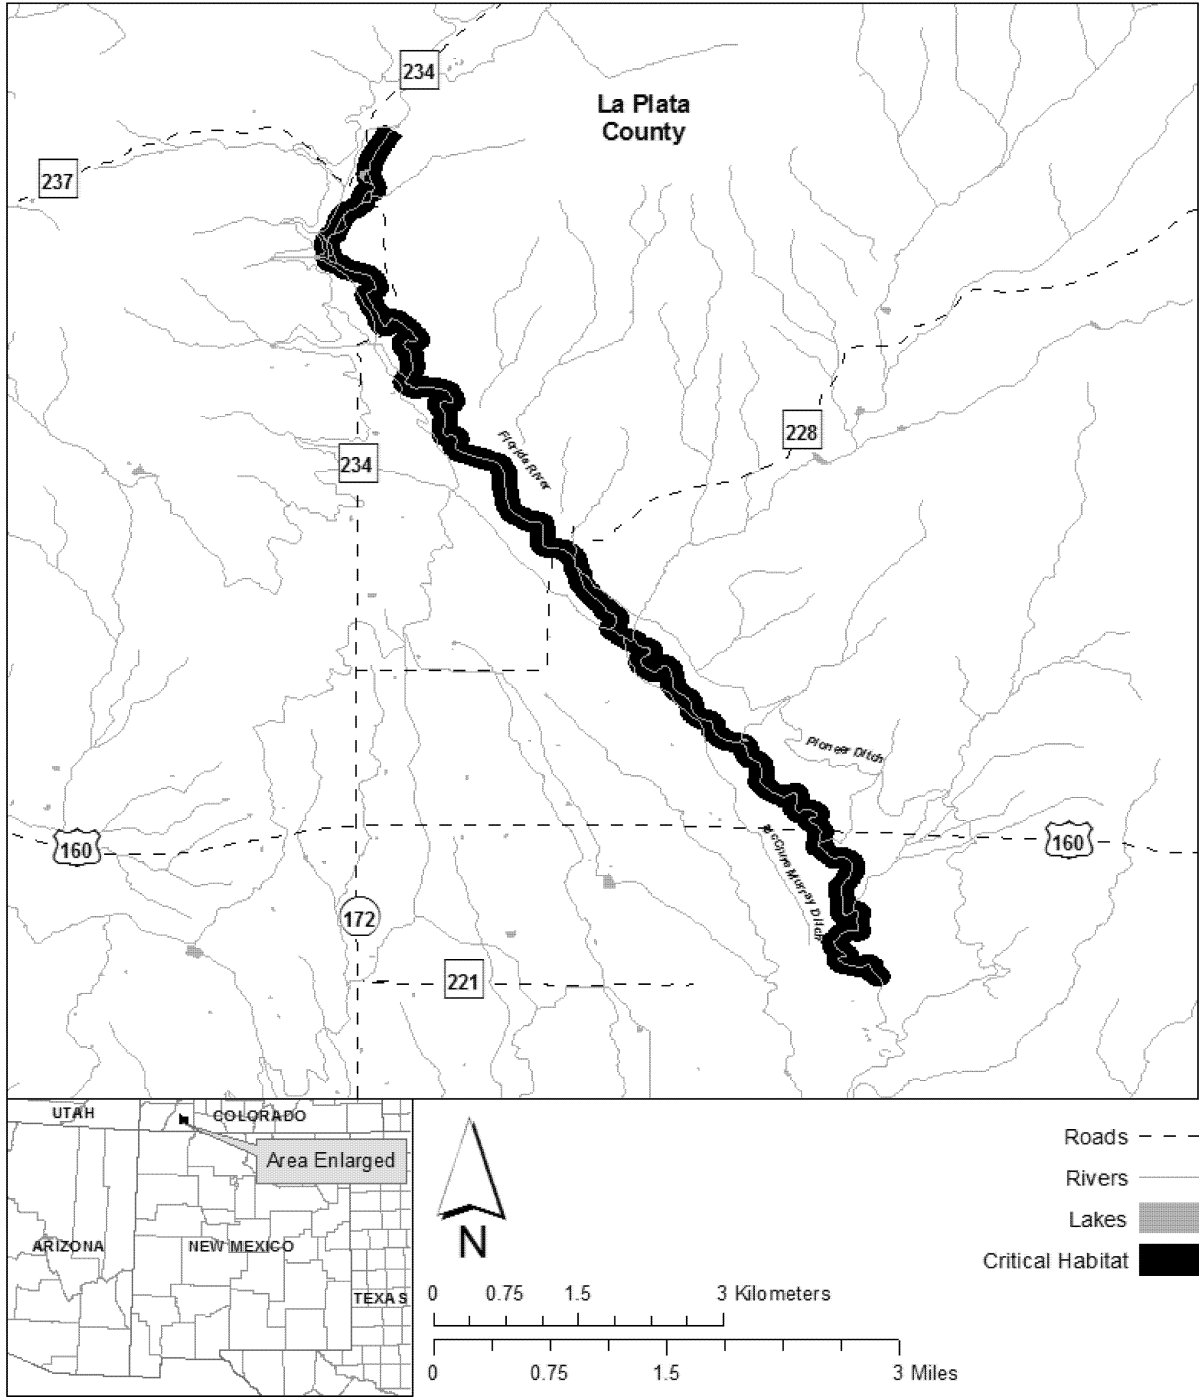 234
La Plata
County
237
228
Florida River
234
Pioneer Ditch
160
160
McClure Murray Ditch
172
221
UTAH
COLORADO
Area Enlarged
ARIZONA
NEW MEXICO
TEXAS
N
0 0.75 1.5 3 Kilometers
0 0.75 1.5 3 Miles
Roads
Rivers
Lakes
Critical Habitat